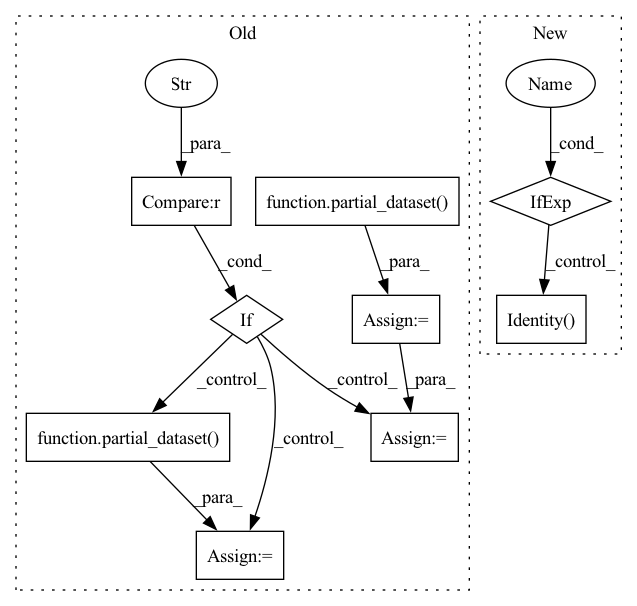 Old
New
Str
Name
_para_
_cond_
Compare:r
function.partial_dataset()
IfExp
_cond_
_para_
_control_
If
Assign:=
Identity()
_control_
_control_
_para_
function.partial_dataset()
_control_
Assign:=
_para_
Assign:=